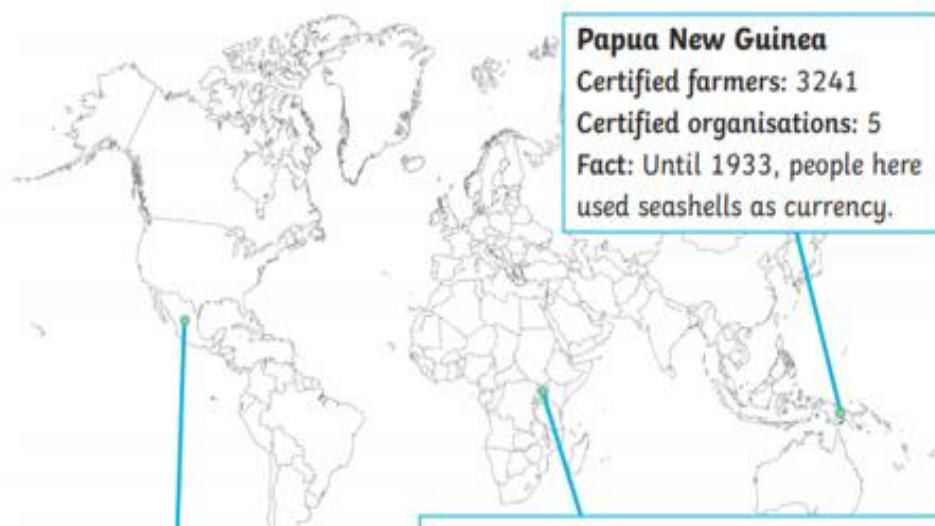 Papua New Guinea
Certified farmers: 3241
Certified organisations: 5
Fact: Until 1933, people here
used seashells as currency.